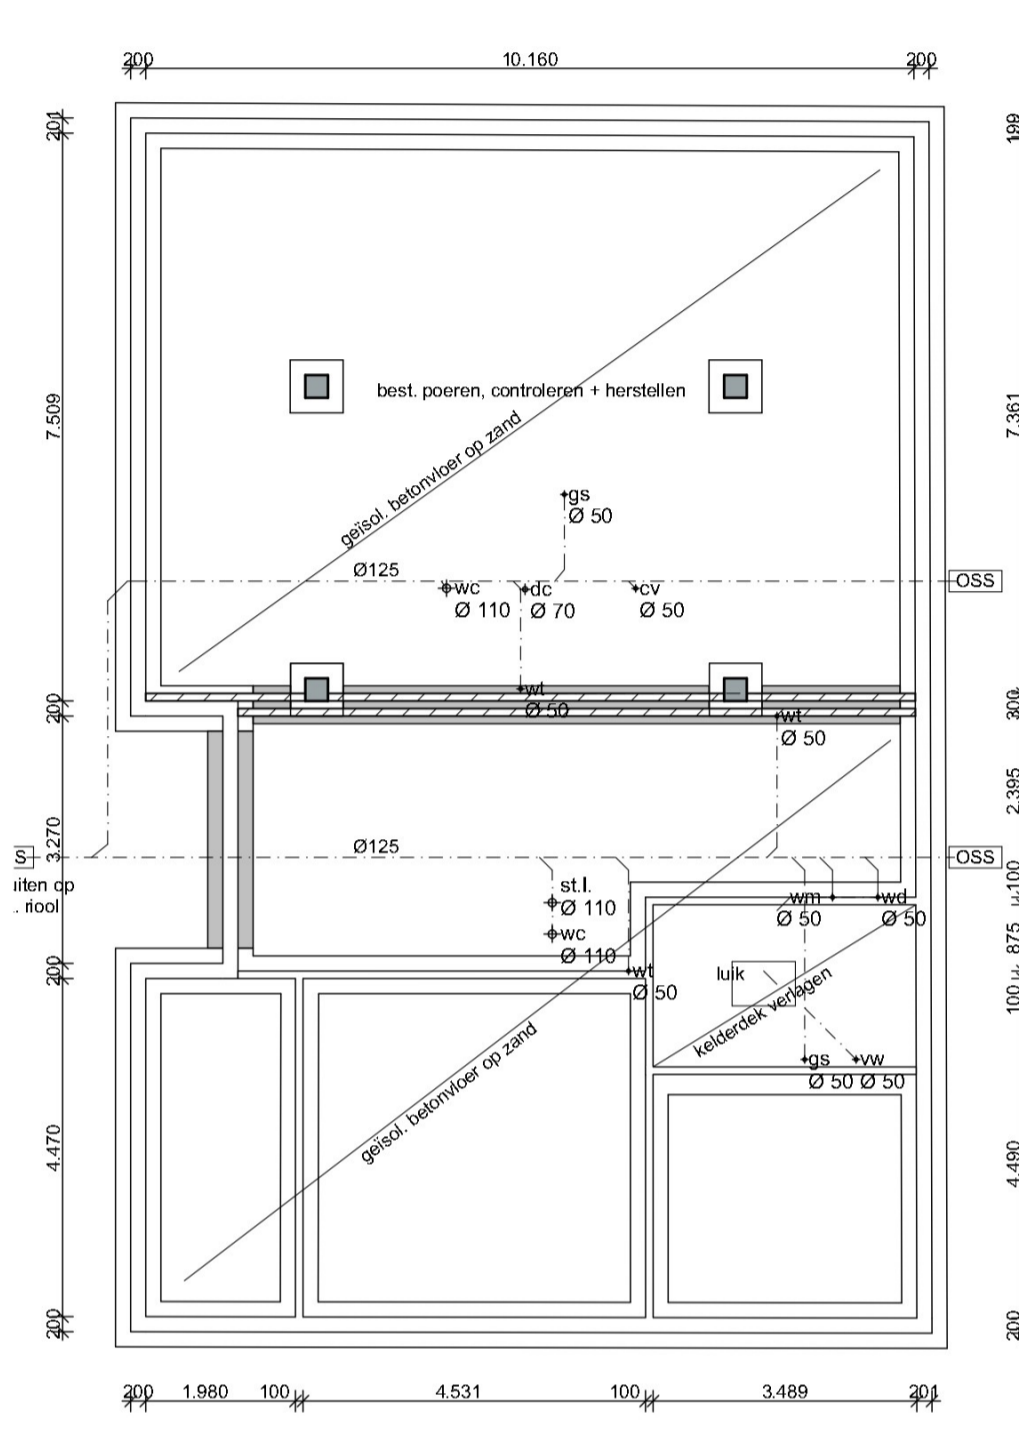 200
10.160
200
201
199
7.509
7.361
best. poeren, controleren + herstellen
geïsol. betonvloer op zand
gs
Ø 50
Ø125
OSS
wc
Ø 110
dc
Ø 70
cv
Ø 50
wt
Ø 50
200
300
wt
Ø 50
3.270
2.395
Ø125
S
OSS
uiten op
. riool
st.l.
Ø 110
wc
Ø 110
wm
Ø 50
wd
Ø 50
100
875
200
wt
Ø 50
luik
kelderdek verlagen
100
gs
Ø 50
vw
Ø 50
geïsol. betonvloer op zand
4.470
4.490
200
200
200
1.980
100
4.531
100
3.489
201